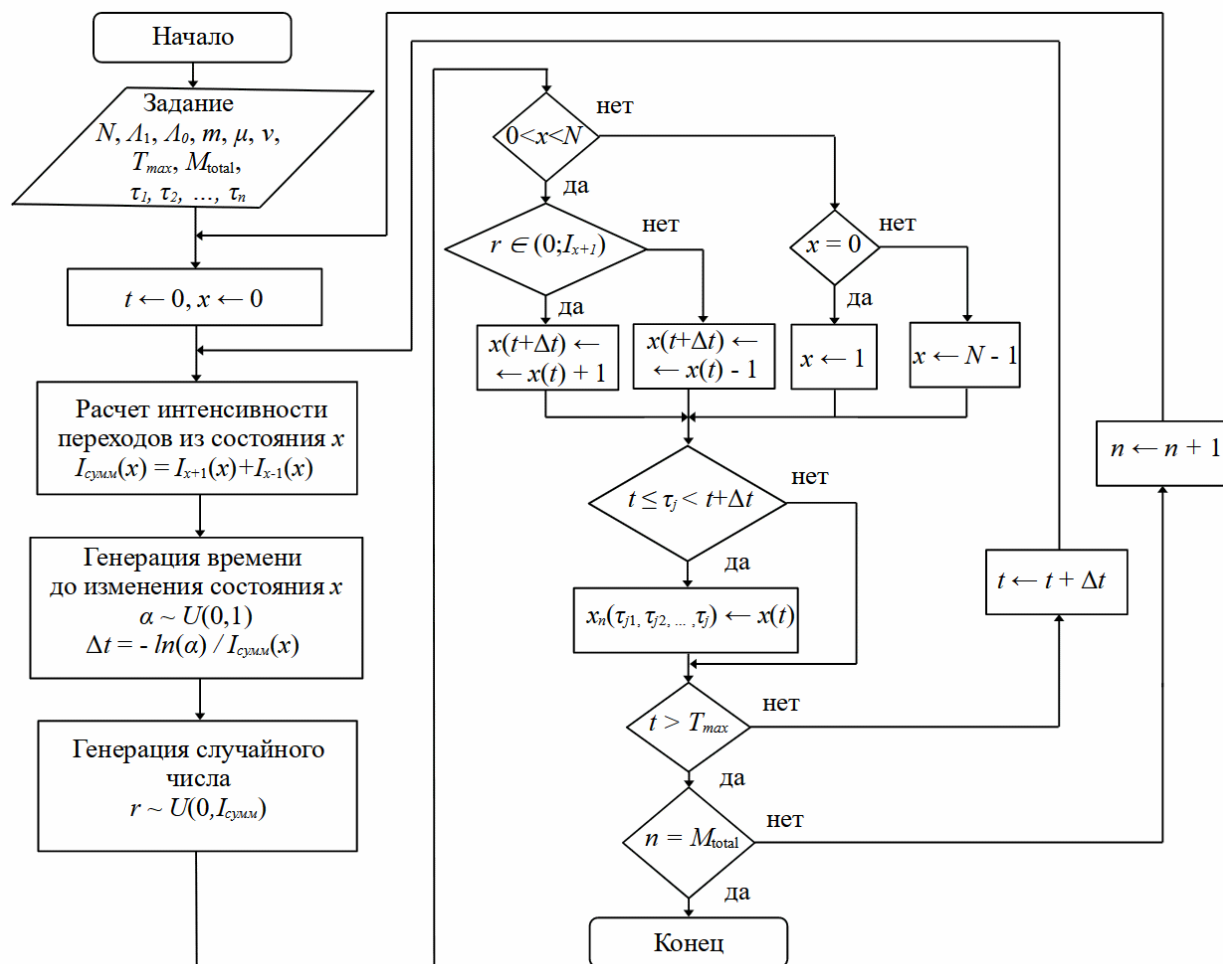 Начало
Задание
N, Λ₁, Λ₀, m, μ, ν,
Tmax, Mtotal,
τ₁, τ₂, ..., τn
t ← 0, x ← 0
Расчет интенсивности
переходов из состояния x
Iсумм(x) = Ix+1(x)+Ix-1(x)
Генерация времени
до изменения состояния x
α ~ U(0,1)
Δt = - ln(α) / Iсумм(x)
Генерация случайного
числа
r ~ U(0,Iсумм)
0<x<N
нет
да
r ∈ (0;Ix+1)
нет
да
x = 0
нет
да
x(t+Δt) ←
← x(t) + 1
x(t+Δt) ←
← x(t) - 1
x ← 1
x ← N - 1
t ≤ τj < t+Δt
нет
да
xn(τj1, τj2, ... ,τj) ← x(t)
t > Tmax
нет
да
t ← t + Δt
n = Mtotal
нет
да
n ← n + 1
Конец